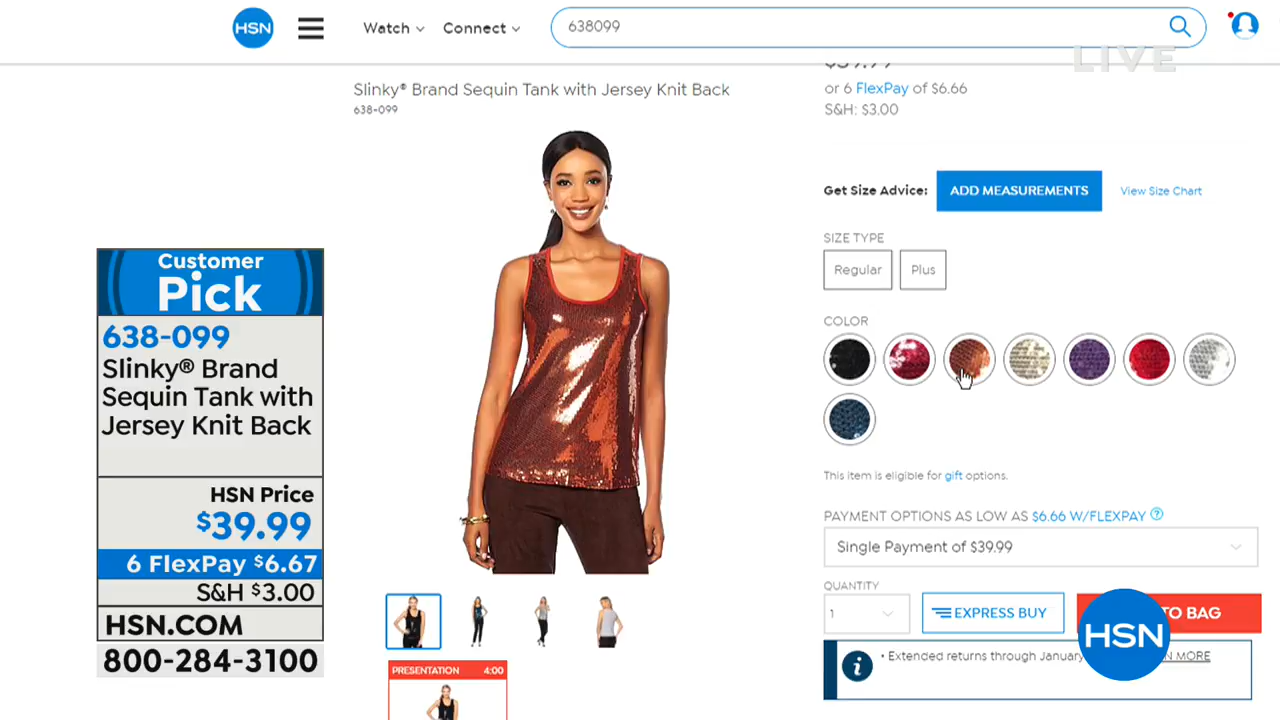 HSN
Watch
Connect
638099
LIVE
Slinky® Brand Sequin Tank with Jersey Knit Back
638-099
$39.99
or 6 FlexPay of $6.66
S&H: $3.00
Get Size Advice:
ADD MEASUREMENTS
View Size Chart
SIZE TYPE
Regular
Plus
COLOR
This item is eligible for gift options.
PAYMENT OPTIONS AS LOW AS $6.66 W/FLEXPAY ?
Single Payment of $39.99
QUANTITY
1
EXPRESS BUY
TO BAG
HSN
i
• Extended returns through January
N MORE
PRESENTATION 4:00
Customer
Pick
638-099
Slinky® Brand
Sequin Tank with
Jersey Knit Back
HSN Price
$39.99
6 FlexPay $6.67
S&H $3.00
HSN.COM
800-284-3100